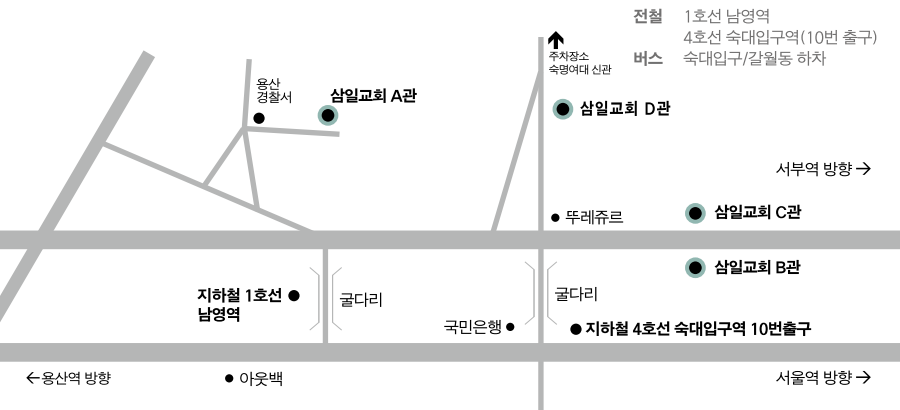 전철 1호선 남영역
4호선 숙대입구역(10번 출구)
버스 숙대입구/갈월동 하차
주차장소
숙명여대 신관
용산
경찰서
삼일교회 A관
삼일교회 D관
서부역 방향→
뚜레쥬르
삼일교회 C관
삼일교회 B관
지하철 1호선
남영역
굴다리
굴다리
국민은행
지하철 4호선 숙대입구역 10번출구
←용산역 방향
아웃백
서울역 방향→